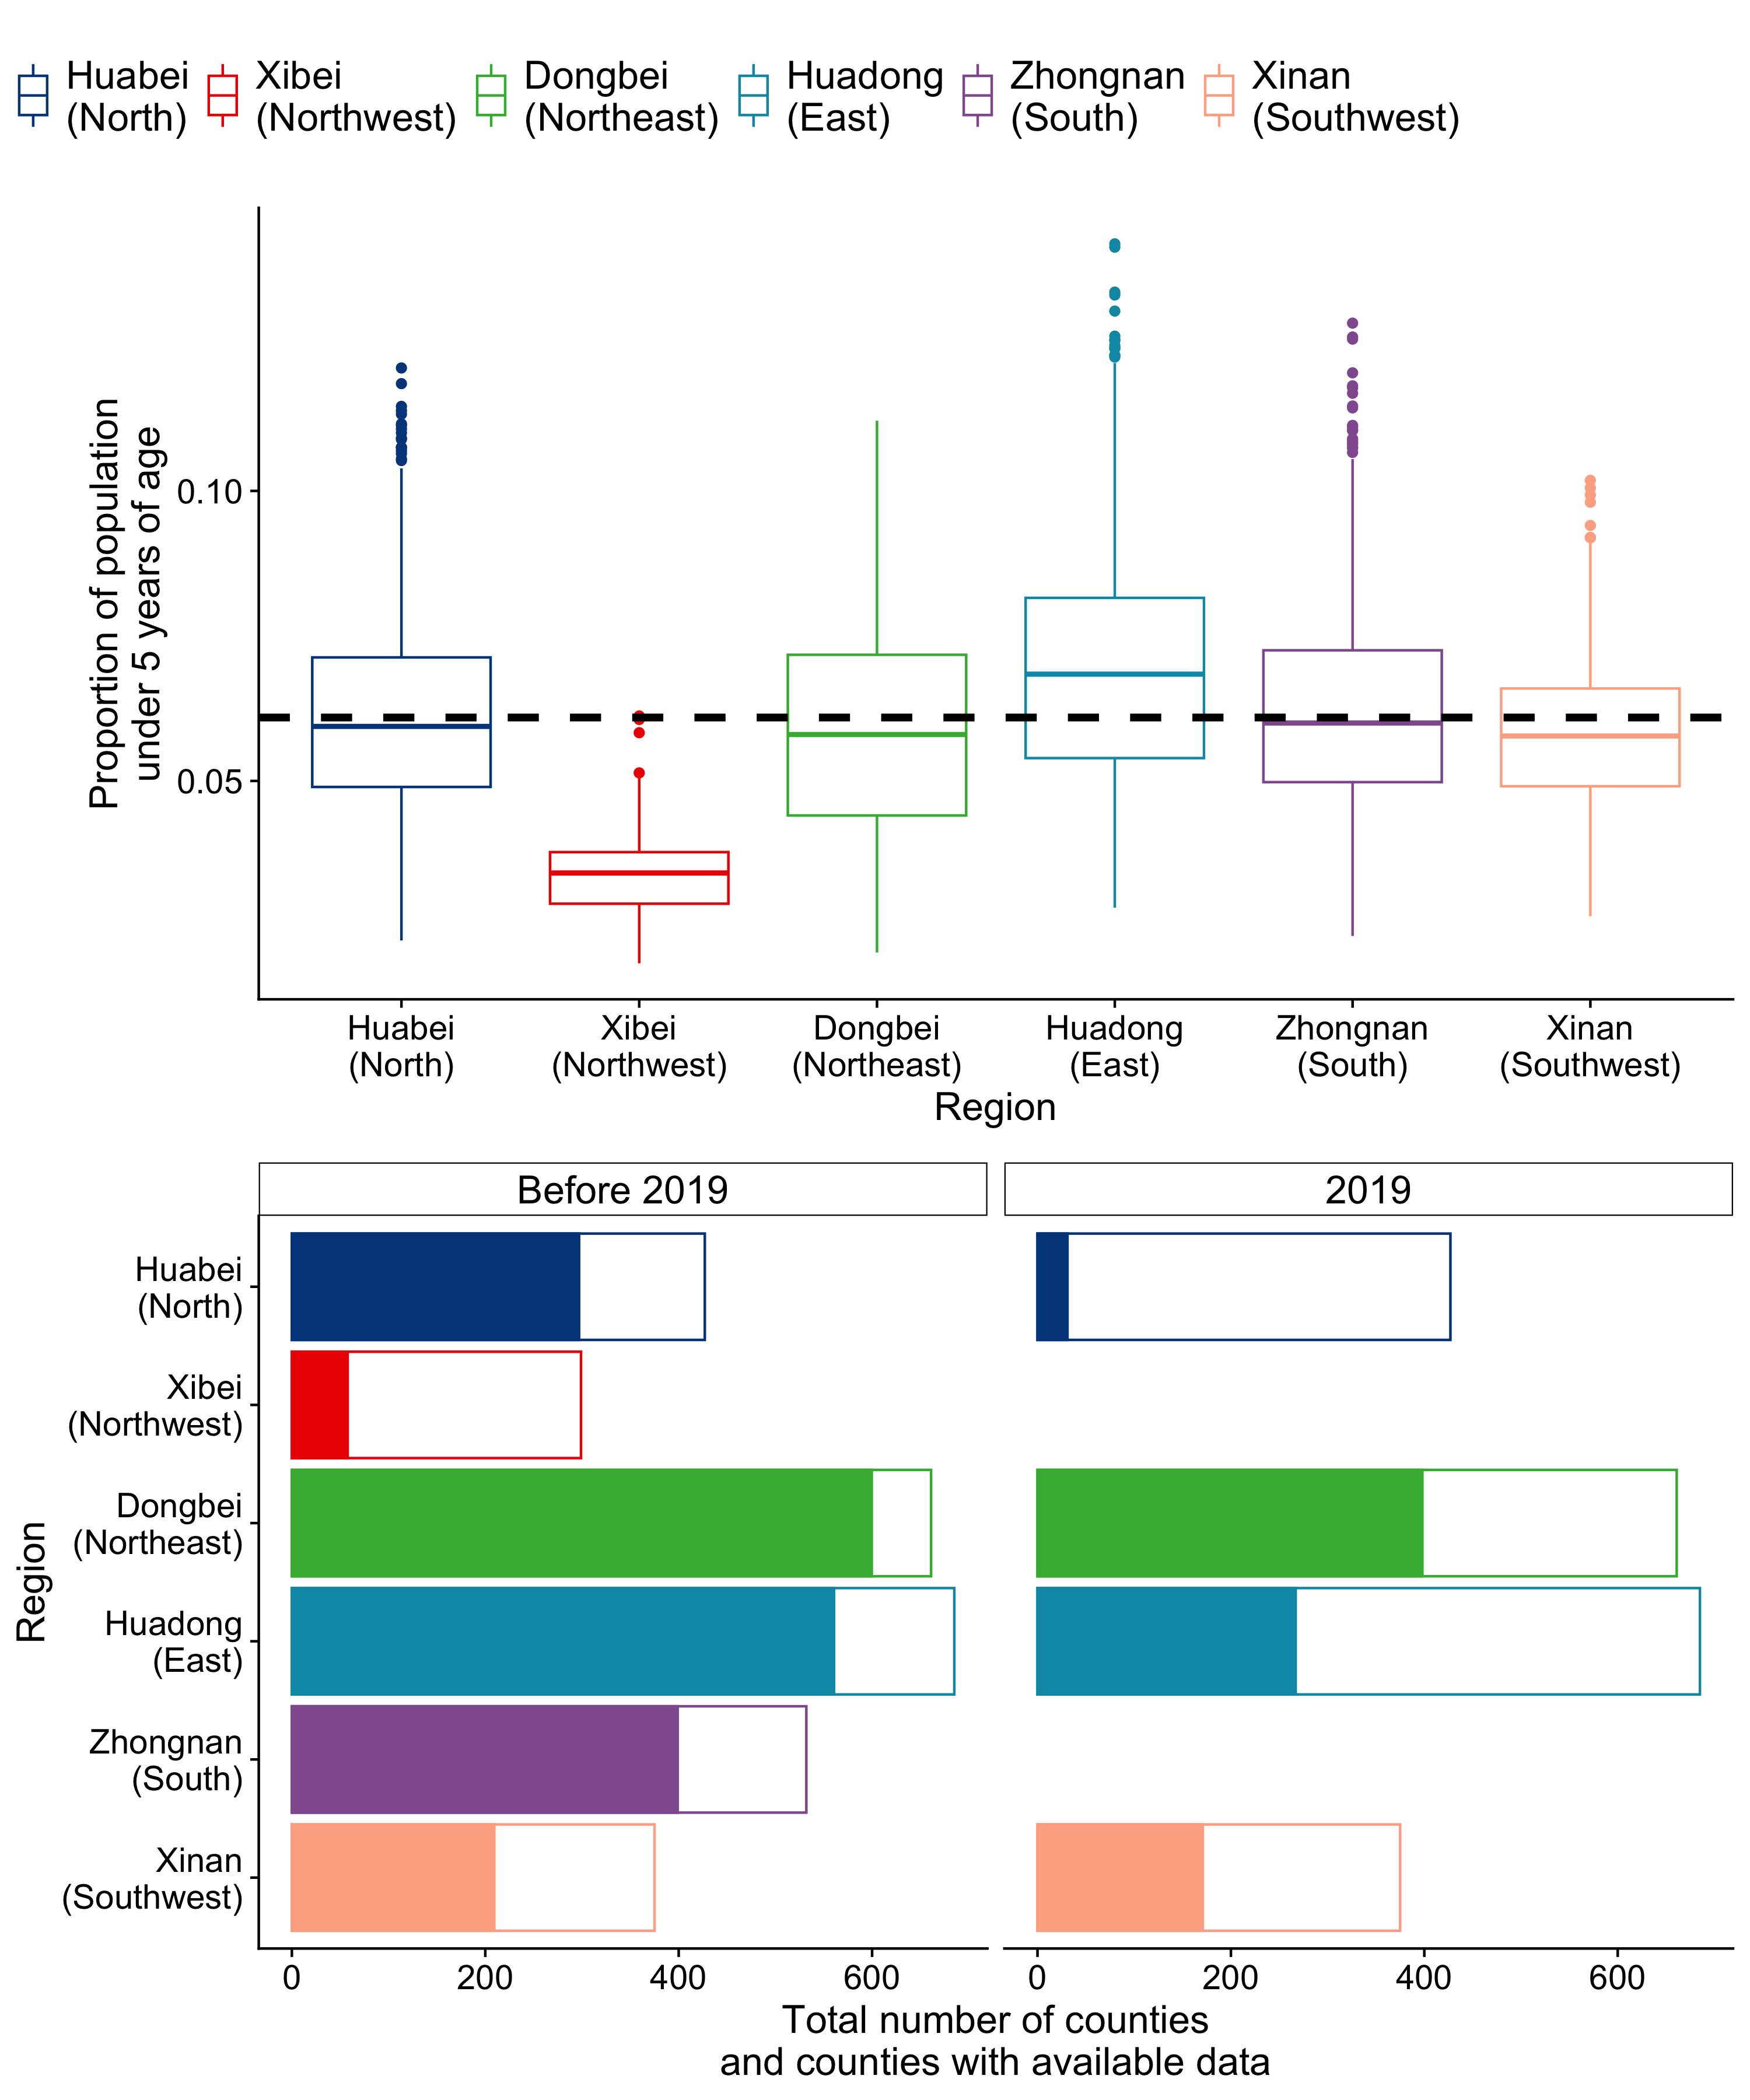 Huabei
(North)
Xibei
(Northwest)
Dongbei
(Northeast)
Huadong
(East)
Zhongnan
(South)
Xinan
(Southwest)
Proportion of population
under 5 years of age
0.10
0.05
Huabei
(North)
Xibei
(Northwest)
Dongbei
(Northeast)
Huadong
(East)
Zhongnan
(South)
Xinan
(Southwest)
Region
Before 2019
2019
Region
Huabei
(North)
Xibei
(Northwest)
Dongbei
(Northeast)
Huadong
(East)
Zhongnan
(South)
Xinan
(Southwest)
0 200 400 600
0 200 400 600
Total number of counties
and counties with available data